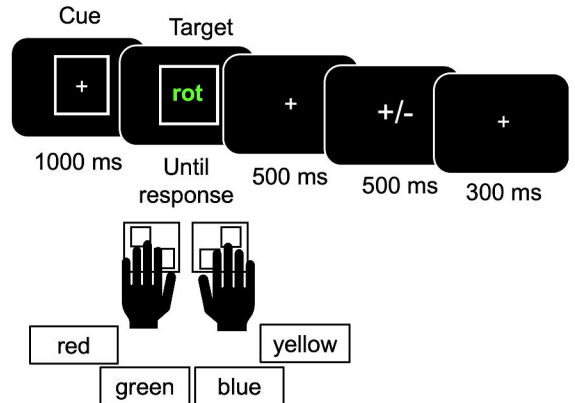 Cue
Target
+
rot
+
+/-
+
1000 ms
Until
response
500 ms
500 ms
300 ms
red
yellow
green
blue